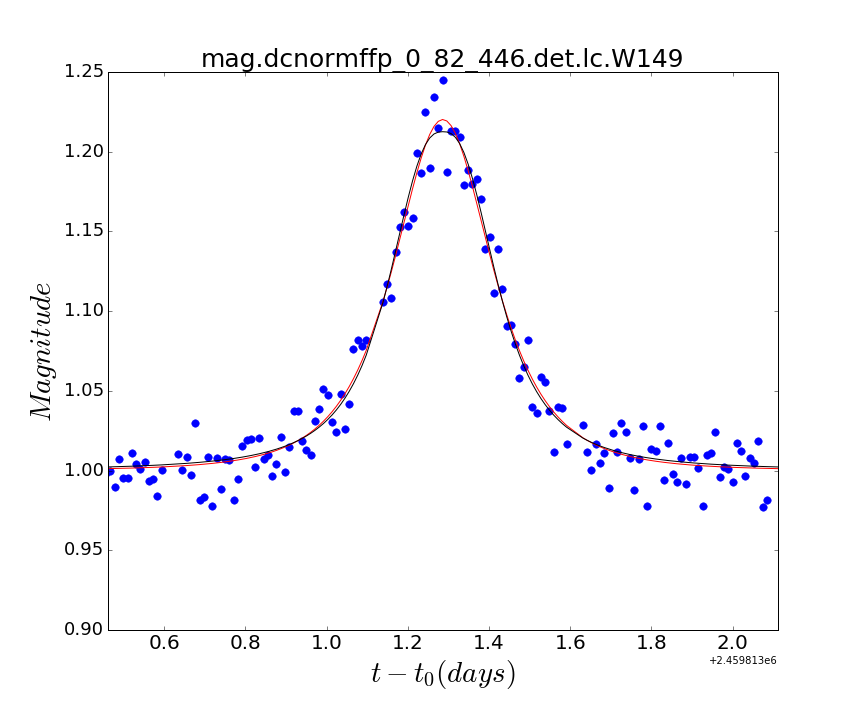 mag.dcnormffp_0_82_446.det.lc.W149
1.25
1.20
1.15
1.10
1.05
1.00
0.95
0.90
Magnitude
0.6 0.8 1.0 1.2 1.4 1.6 1.8 2.0
+2.459813e6
t − t₀(days)